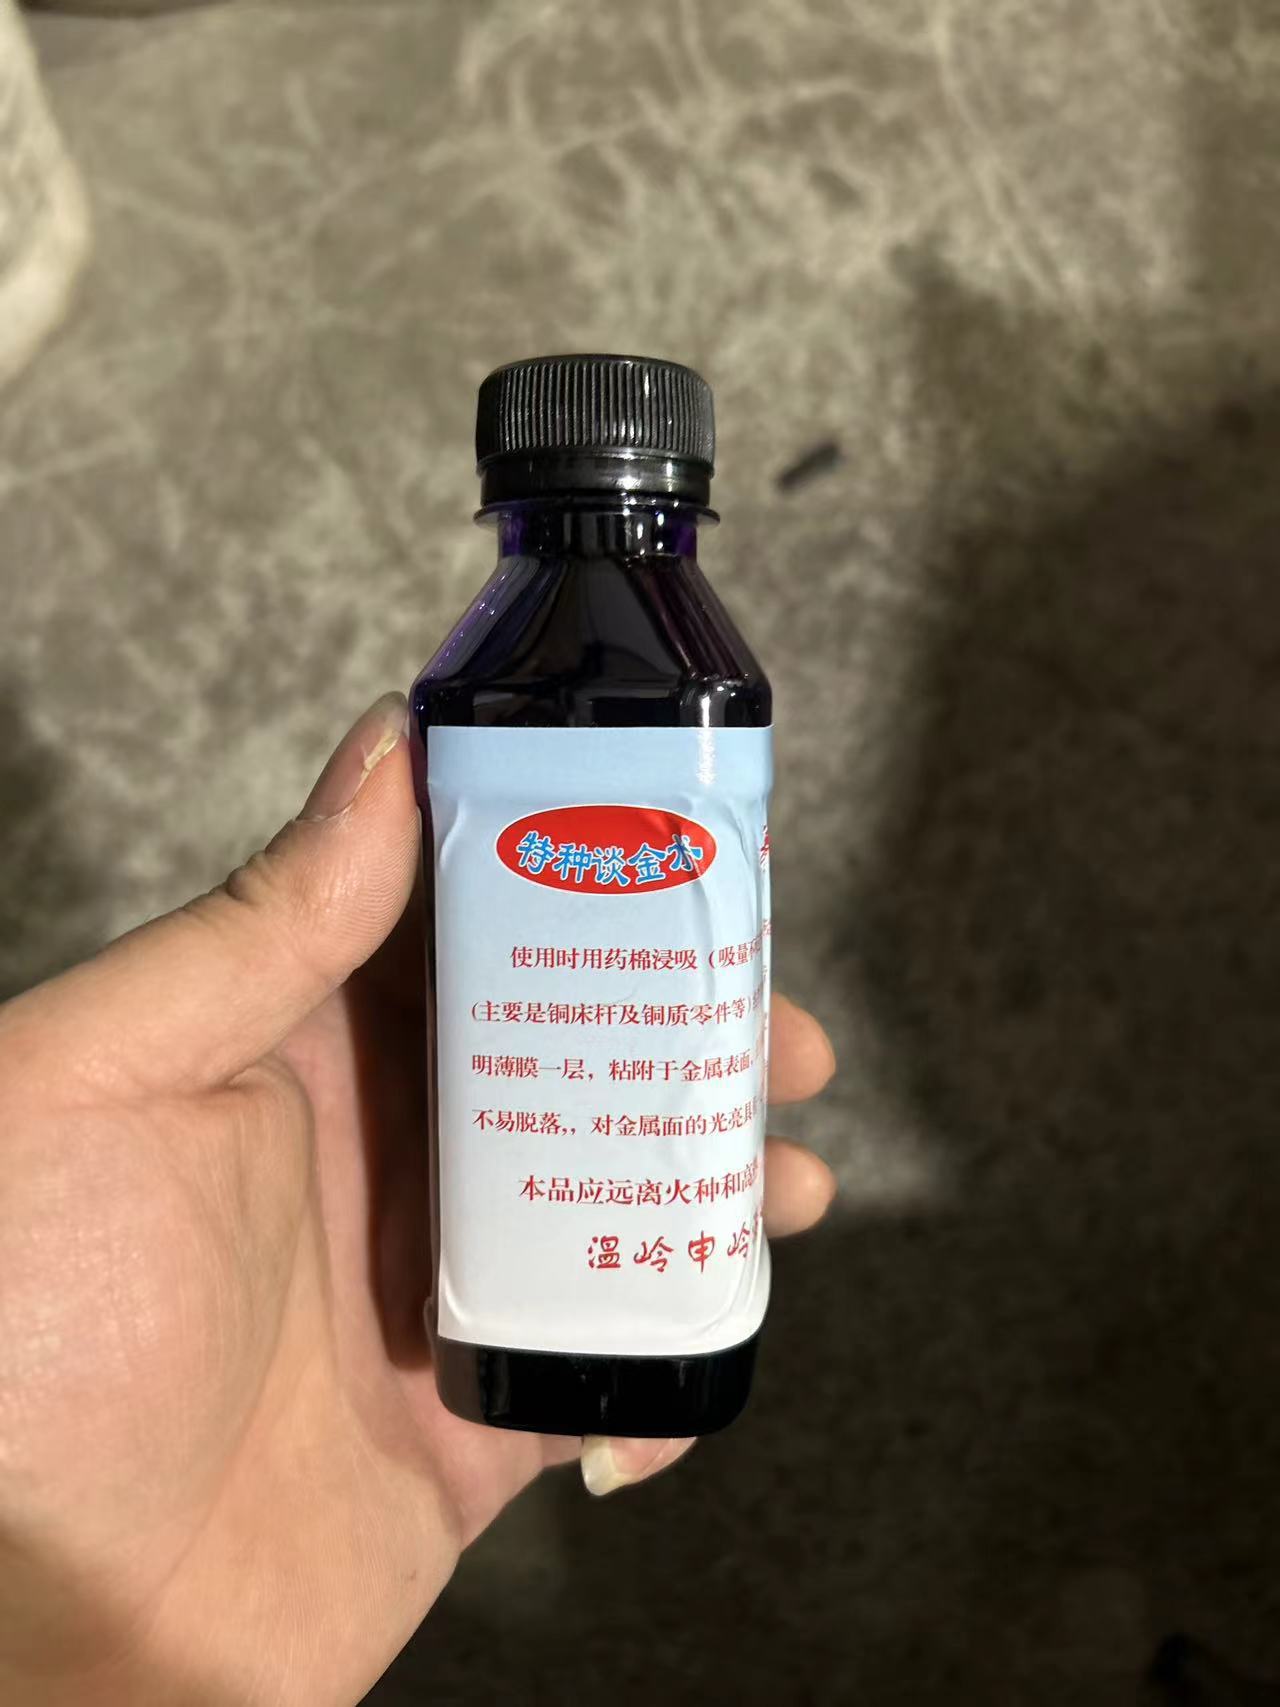 特种谈金水
使用时用药棉浸吸（吸量不
(主要是铜床杆及铜质零件等）
明薄膜一层，粘附于金属表面，
不易脱落,，对金属面的光亮具
本品应远离火种和高
温岭申岭